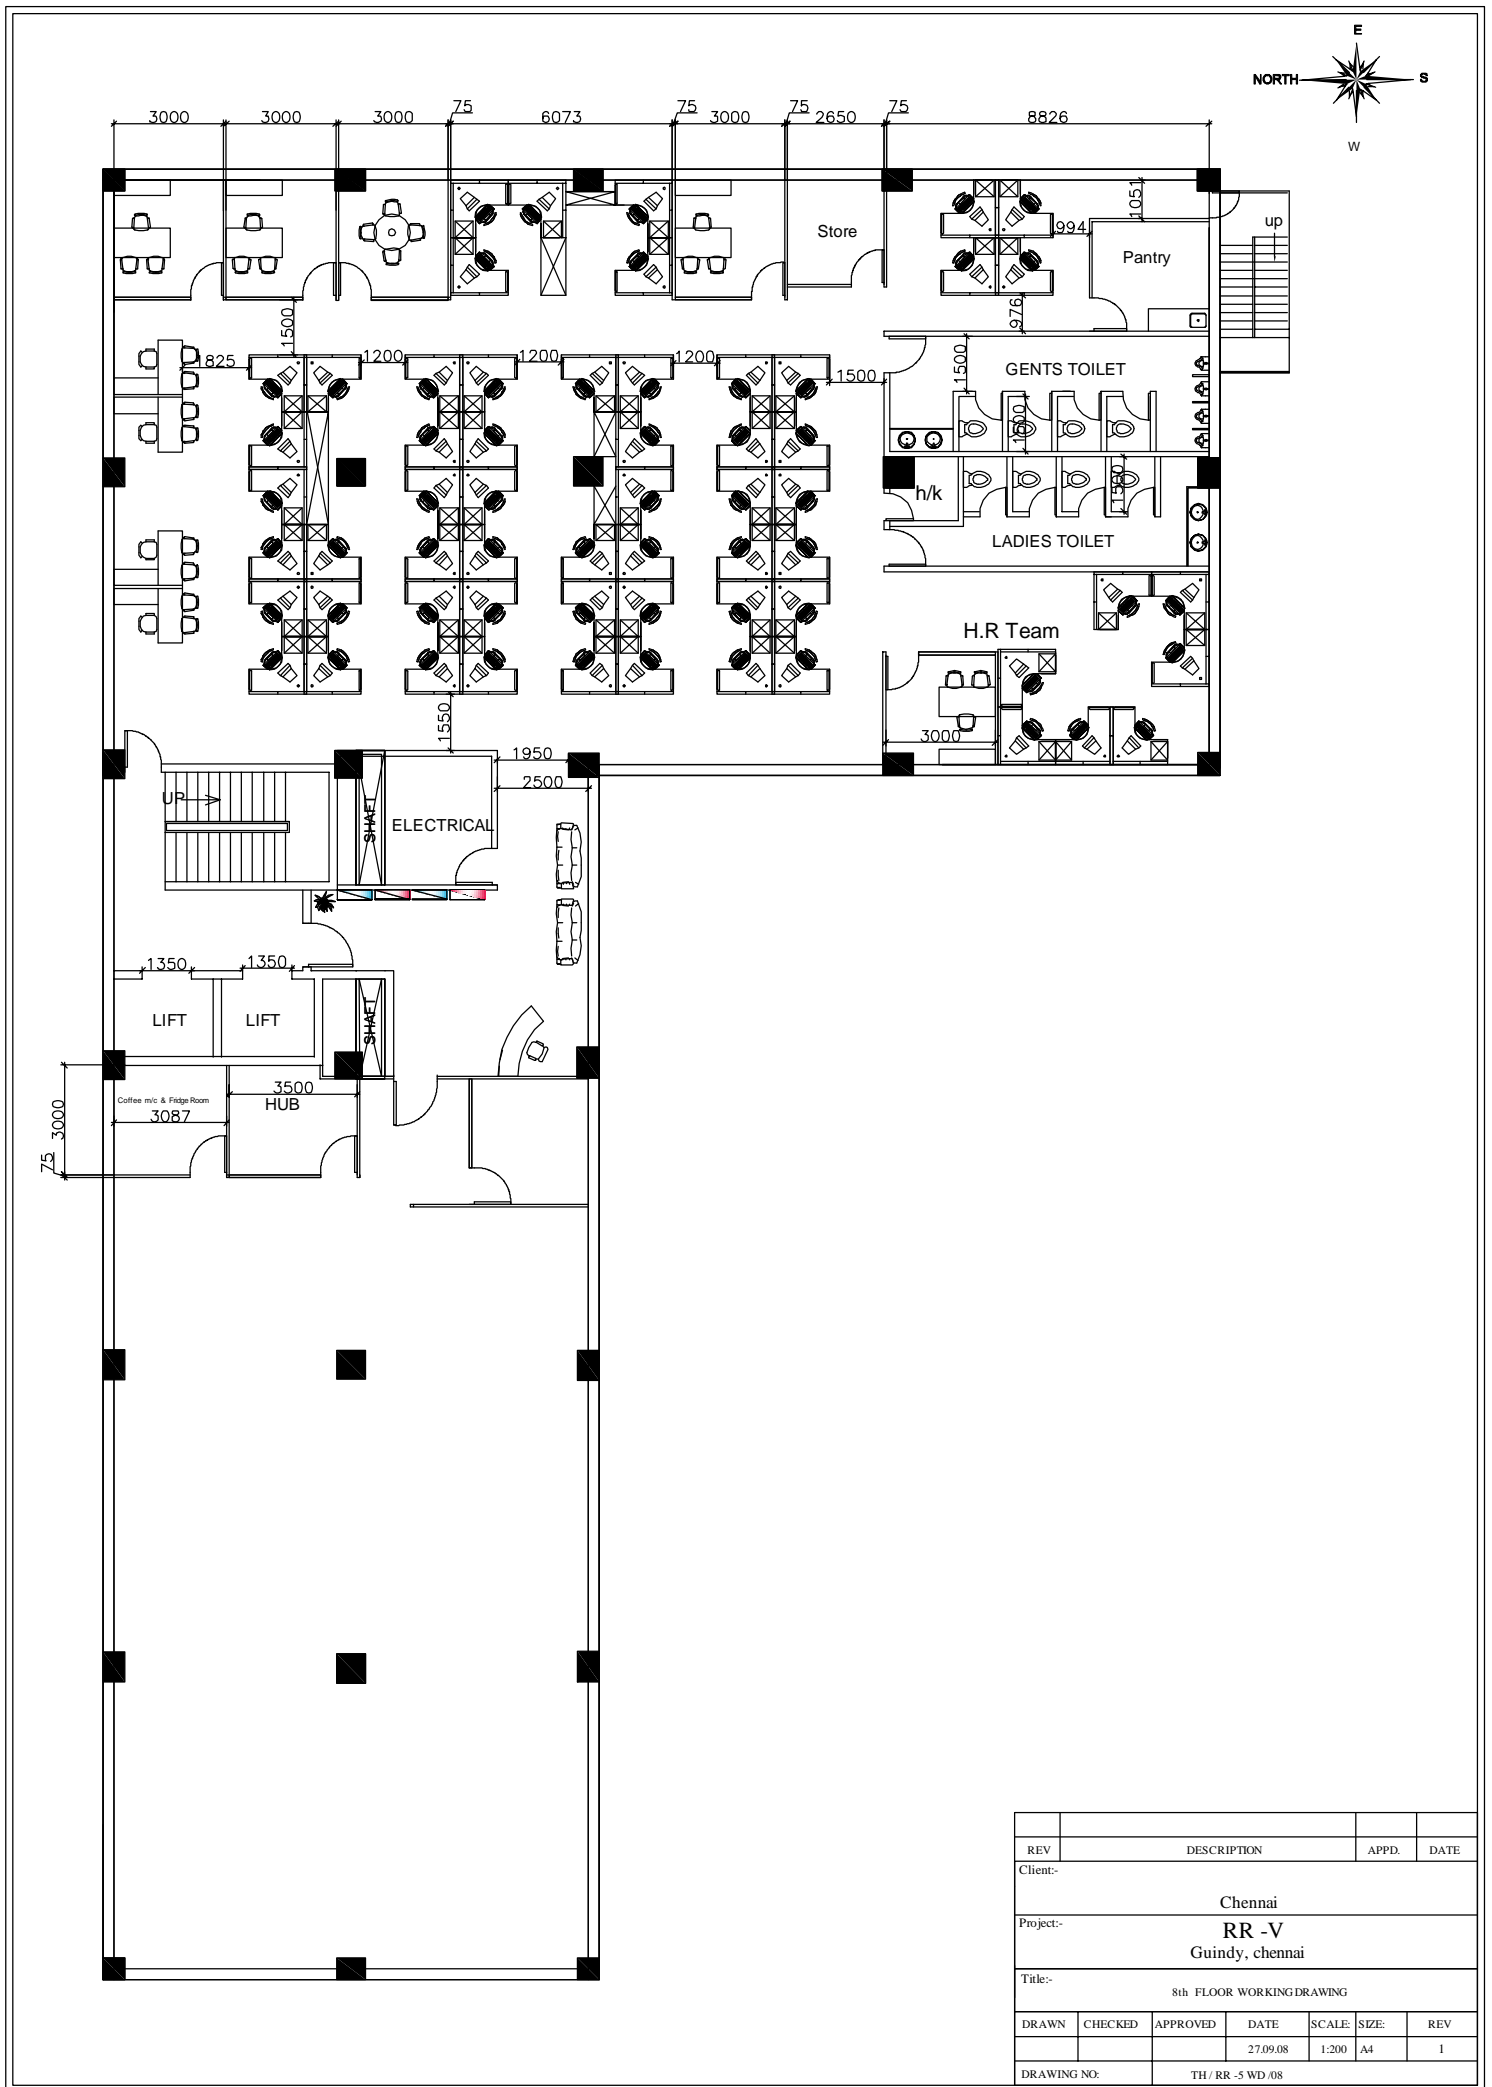 E
NORTH
S
W
75
75
75
75
3000
3000
3000
6073
3000
2650
8826
1051
up
Store
994
Pantry
976
1500
1825
1200
1200
1200
1500
1500
GENTS TOILET
1500
h/k
1500
LADIES TOILET
H.R Team
1550
3000
1950
2500
UP
SHAFT
ELECTRICAL
1350
1350
LIFT
LIFT
SHAFT
3500
Coffee m/c & Fridge Room
HUB
3087
3000
75
REV DESCRIPTION APPD. DATE
Client:-
Chennai
Project:-
RR -V
Guindy, chennai
Title:-
8th FLOOR WORKING DRAWING
DRAWN CHECKED APPROVED DATE SCALE: SIZE: REV
27.09.08 1:200 A4 1
DRAWING NO: TH / RR -5 WD /08